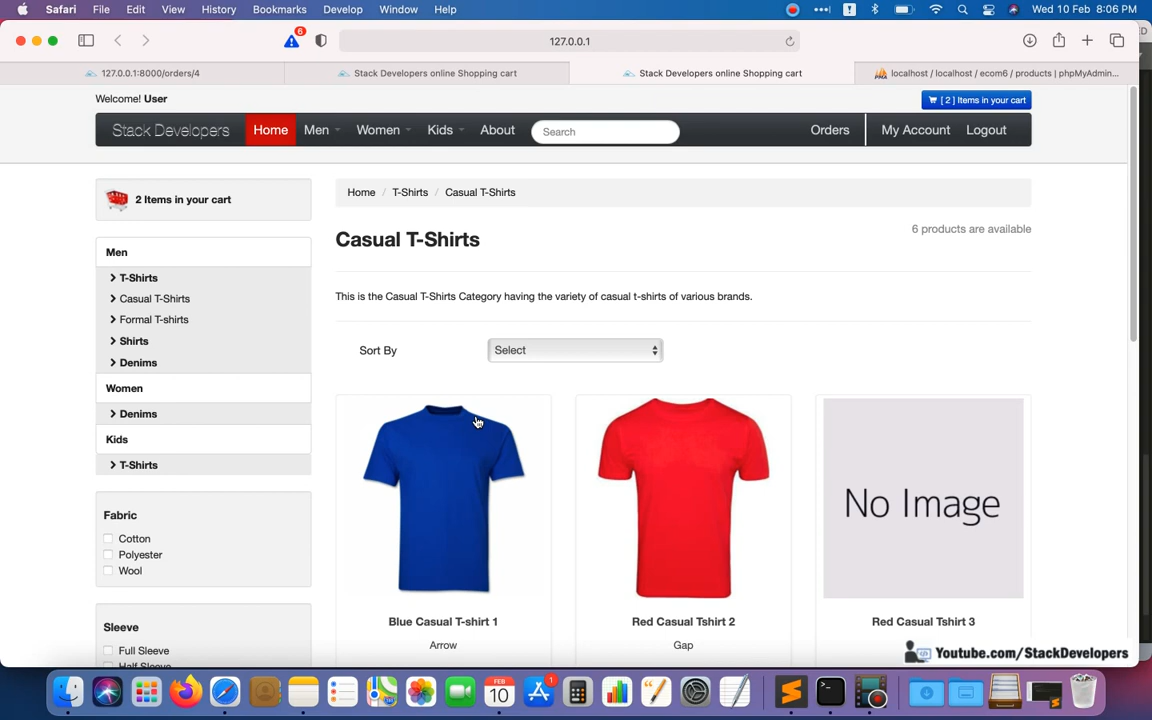 Safari File Edit View History Bookmarks Develop Window Help Wed 10 Feb 8:06 PM
6
127.0.0.1
127.0.0.1:8000/orders/4
Stack Developers online Shopping cart
Stack Developers online Shopping cart
localhost / localhost / ecom6 / products | phpMyAdmin...
Welcome! User
[ 2 ] Items in your cart
Stack Developers Home Men Women Kids About Search Orders My Account Logout
2 Items in your cart
Home / T-Shirts / Casual T-Shirts
Casual T-Shirts
6 products are available
This is the Casual T-Shirts Category having the variety of casual t-shirts of various brands.
Sort By Select
Men
T-Shirts
Casual T-Shirts
Formal T-shirts
Shirts
Denims
Women
Denims
Kids
T-Shirts
Fabric
Cotton
Polyester
Wool
Sleeve
Full Sleeve
Half Sleeve
No Image
Blue Casual T-shirt 1
Arrow
Red Casual Tshirt 2
Gap
Red Casual Tshirt 3
Youtube.com/StackDevelopers
FEB
10
1